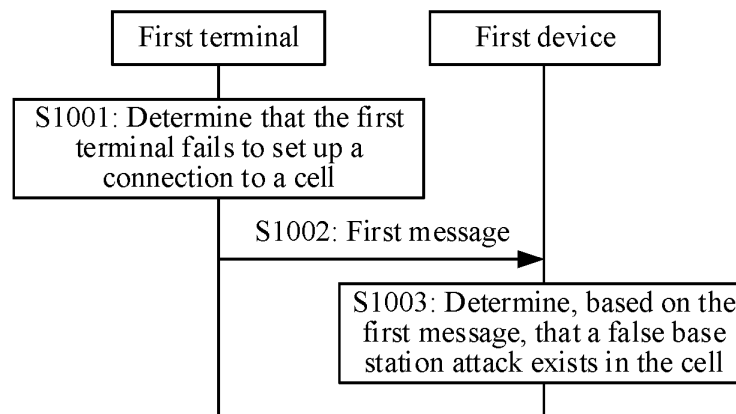 First terminal
First device
S1001: Determine that the first
terminal fails to set up a
connection to a cell
S1002: First message
S1003: Determine, based on the
first message, that a false base
station attack exists in the cell